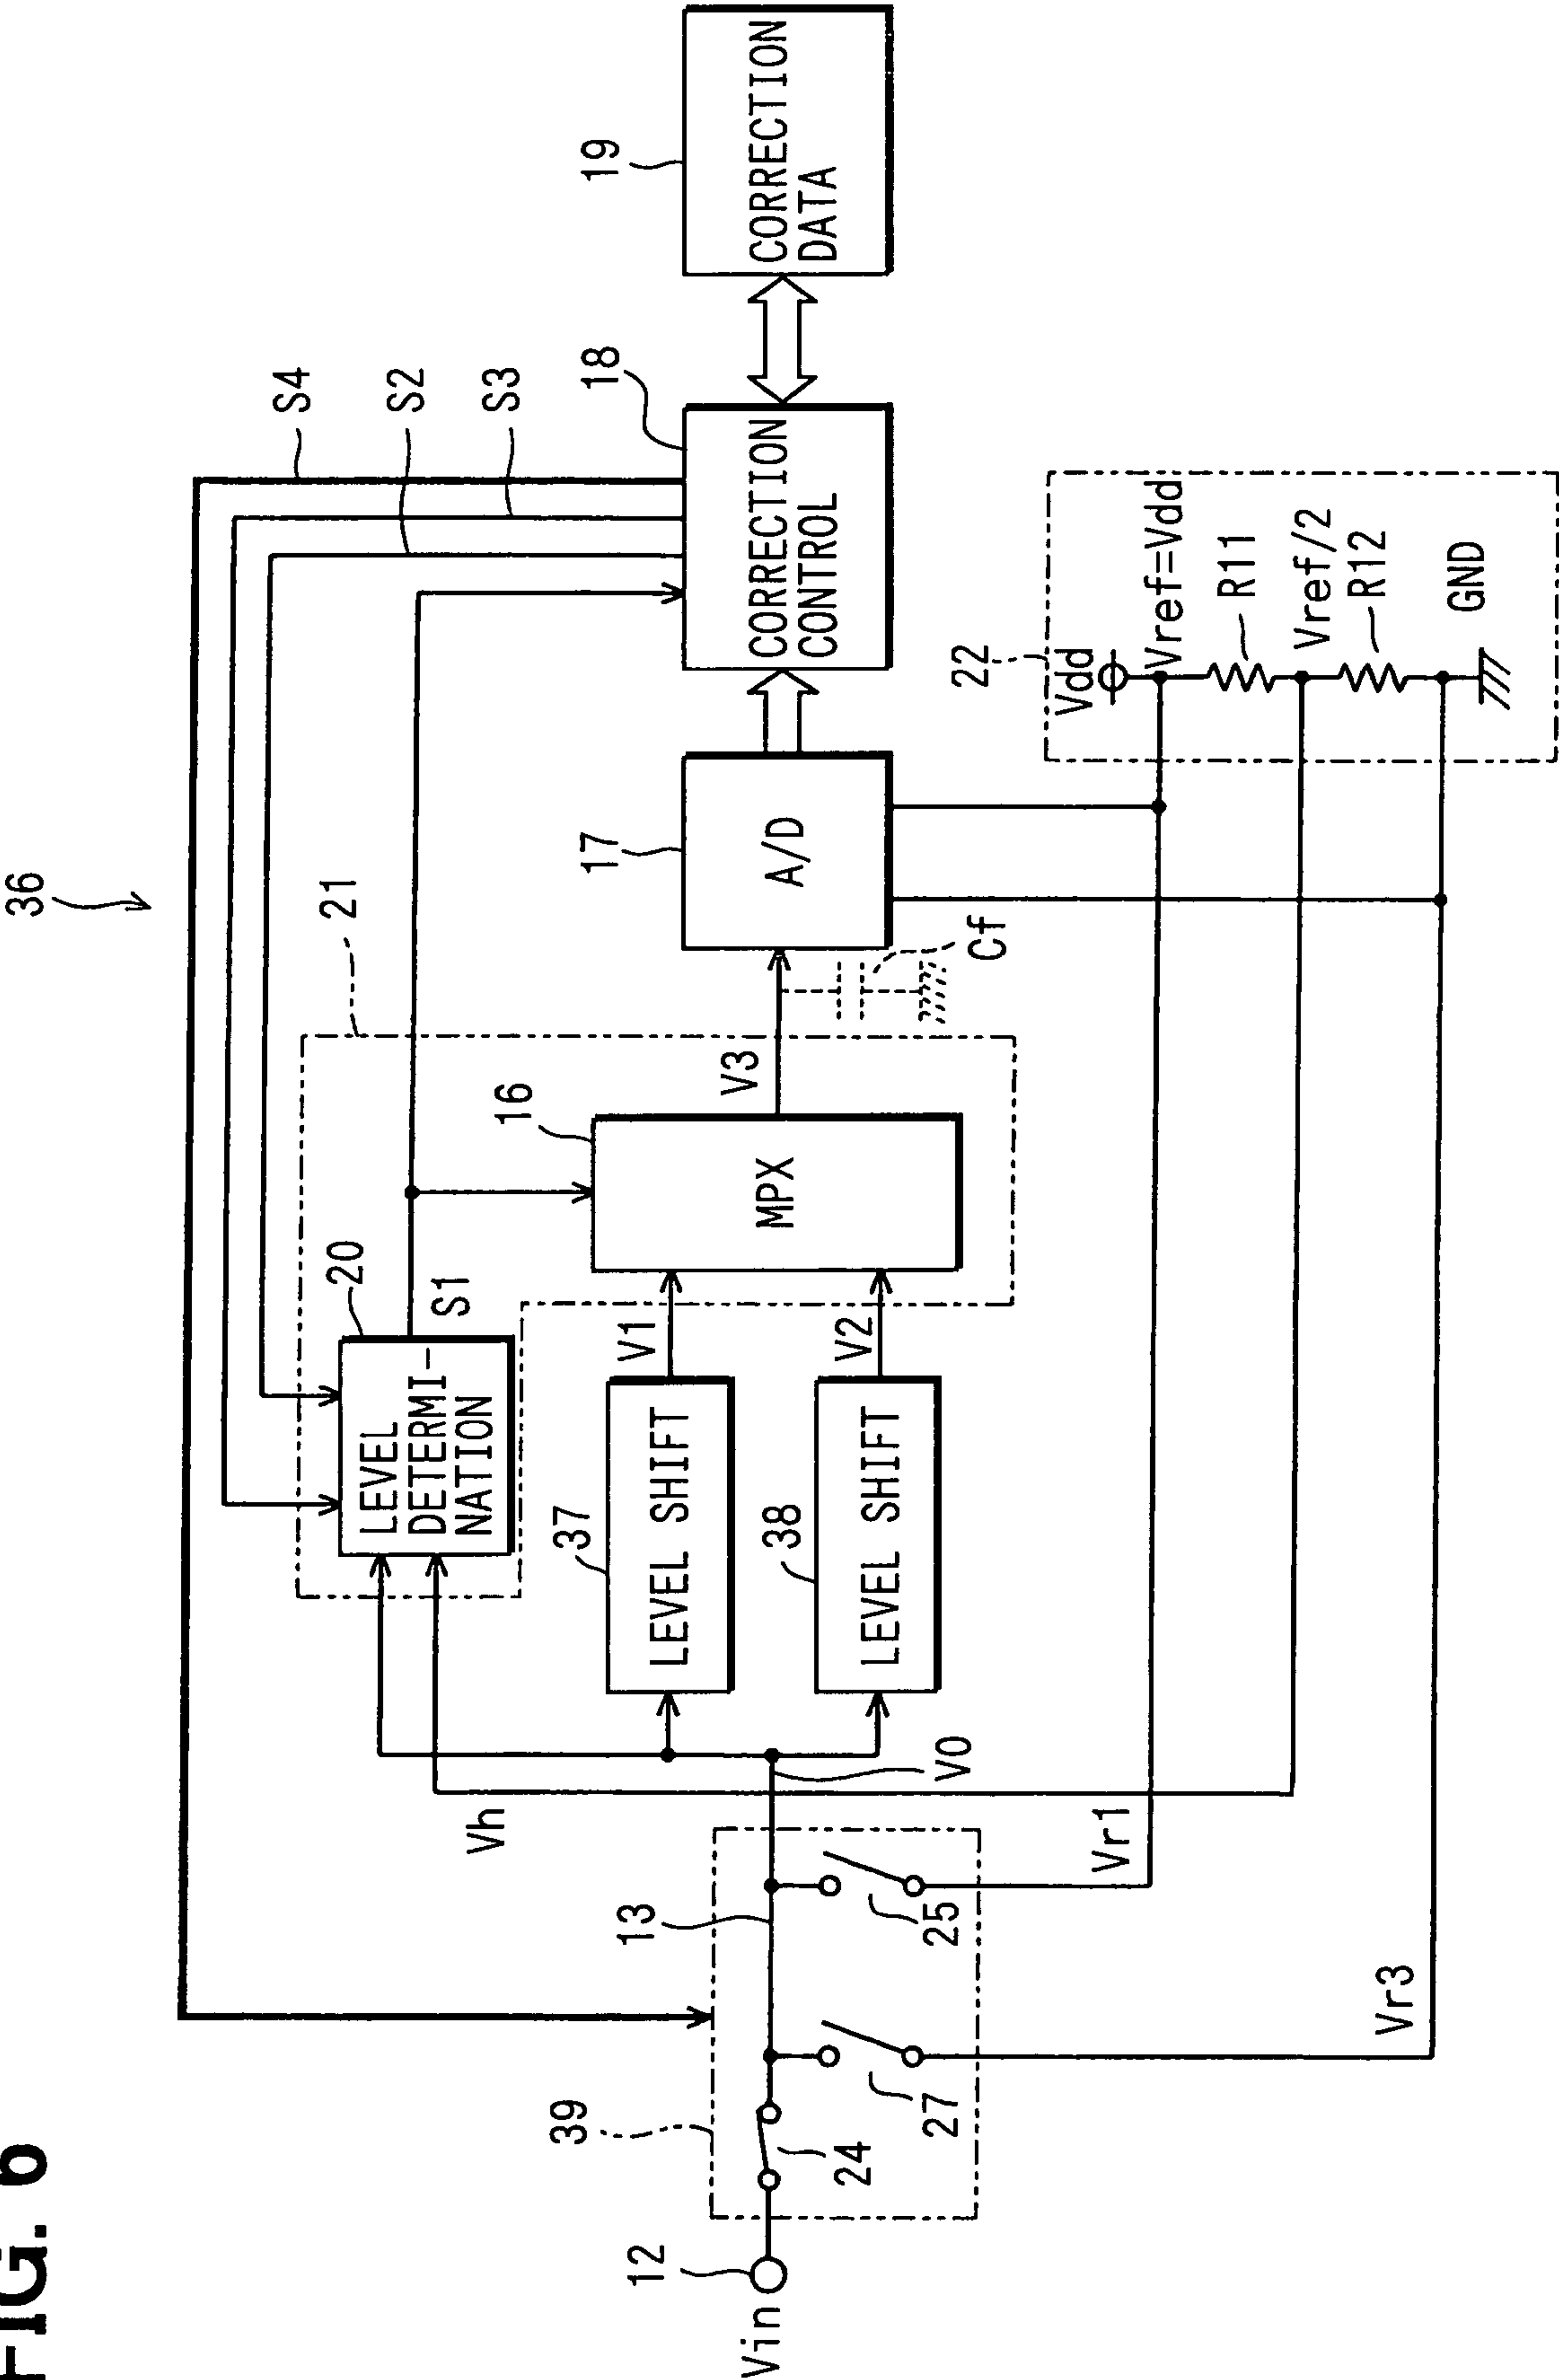 FIG. 6
36
S4
S2
S3
21
20
LEVEL
DETERMI-
NATION
S1
16
MPX
V3
17
A/D
Cf
18
CORRECTION
CONTROL
19
CORRECTION
DATA
37
LEVEL SHIFT
V1
38
LEVEL SHIFT
V2
Vh
V0
39
13
12
Vin
24
27
25
Vr1
Vr3
22
Vdd
Vref=Vdd
R11
Vref/2
R12
GND